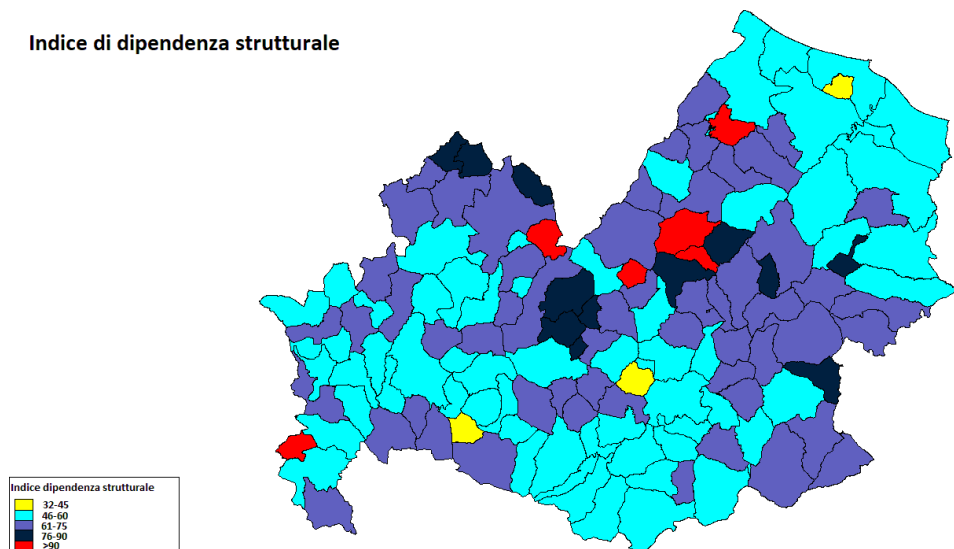 Indice di dipendenza strutturale
Indice dipendenza strutturale
32-45
46-60
61-75
76-90
>90